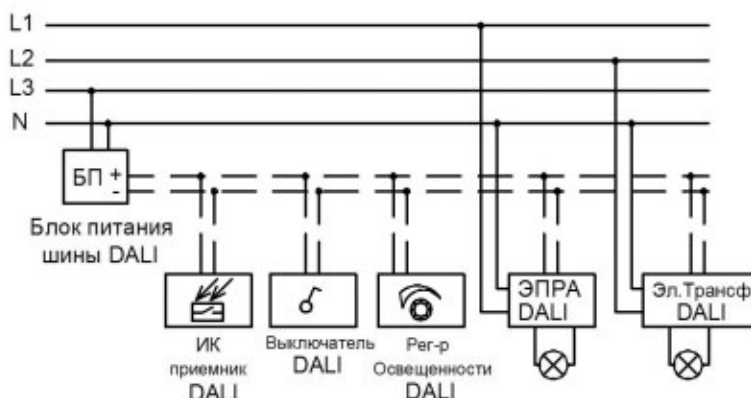 L1
L2
L3
N
БП + -
Блок питания
шины DALI
ИК
приемник
DALI
Выключатель
DALI
Рег-р
Освещенности
DALI
ЭПРА
DALI
Эл.Трансф
DALI